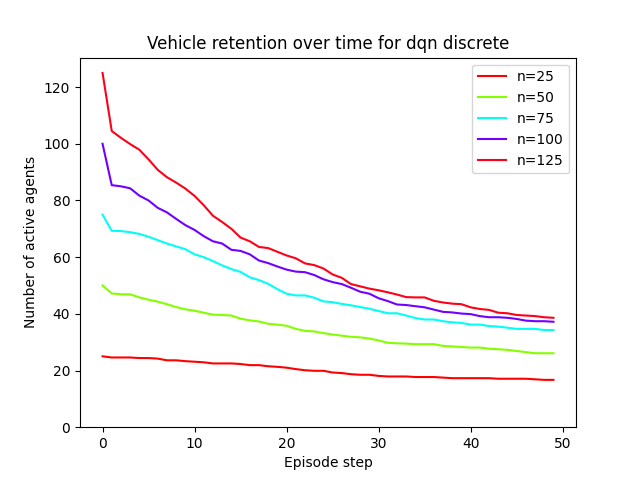 Vehicle retention over time for dqn discrete
Number of active agents
120
100
80
60
40
20
0
n=25
n=50
n=75
n=100
n=125
0 10 20 30 40 50
Episode step